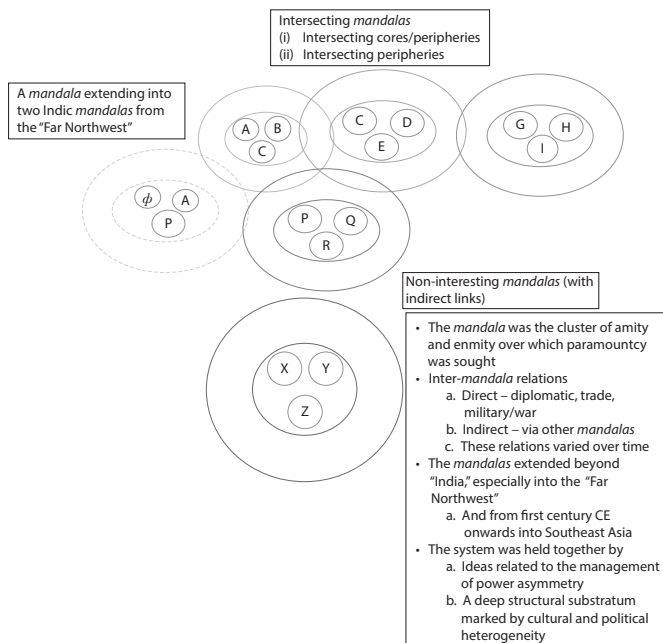 Intersecting mandalas
(i) Intersecting cores/peripheries
(ii) Intersecting peripheries
A mandala extending into
two Indic mandalas from
the “Far Northwest”
A B
C
C D
E
G H
I
ϕ A
P
P Q
R
X Y
Z
Non-interesting mandalas (with
indirect links)
• The mandala was the cluster of amity
and enmity over which paramountcy
was sought
• Inter-mandala relations
a. Direct – diplomatic, trade,
military/war
b. Indirect – via other mandalas
c. These relations varied over time
• The mandalas extended beyond
“India,” especially into the “Far
Northwest”
a. And from first century CE
onwards into Southeast Asia
• The system was held together by
a. Ideas related to the management
of power asymmetry
b. A deep structural substratum
marked by cultural and political
heterogeneity